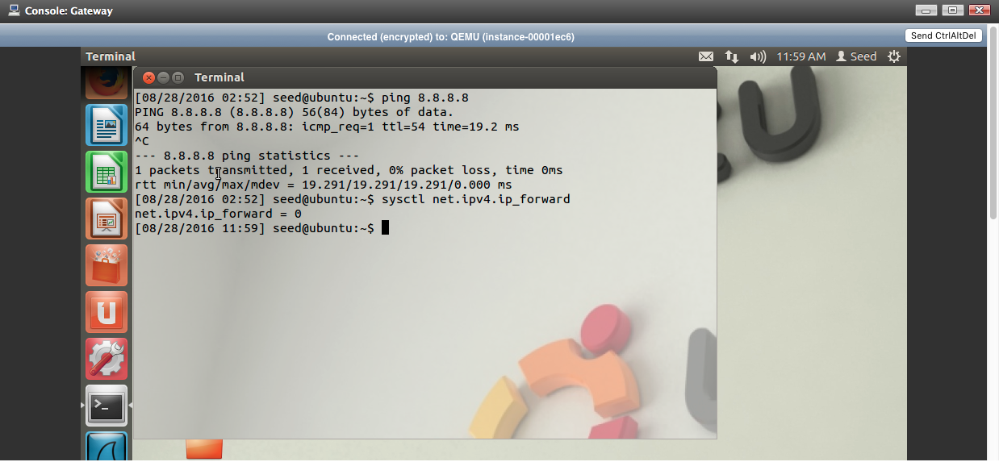 Console: Gateway
Connected (encrypted) to: QEMU (instance-00001ec6)
Send CtrlAltDel
Terminal
11:59 AM
Seed
Terminal
[08/28/2016 02:52] seed@ubuntu:~$ ping 8.8.8.8
PING 8.8.8.8 (8.8.8.8) 56(84) bytes of data.
64 bytes from 8.8.8.8: icmp_req=1 ttl=54 time=19.2 ms
^C
--- 8.8.8.8 ping statistics ---
1 packets transmitted, 1 received, 0% packet loss, time 0ms
rtt min/avg/max/mdev = 19.291/19.291/19.291/0.000 ms
[08/28/2016 02:52] seed@ubuntu:~$ sysctl net.ipv4.ip_forward
net.ipv4.ip_forward = 0
[08/28/2016 11:59] seed@ubuntu:~$